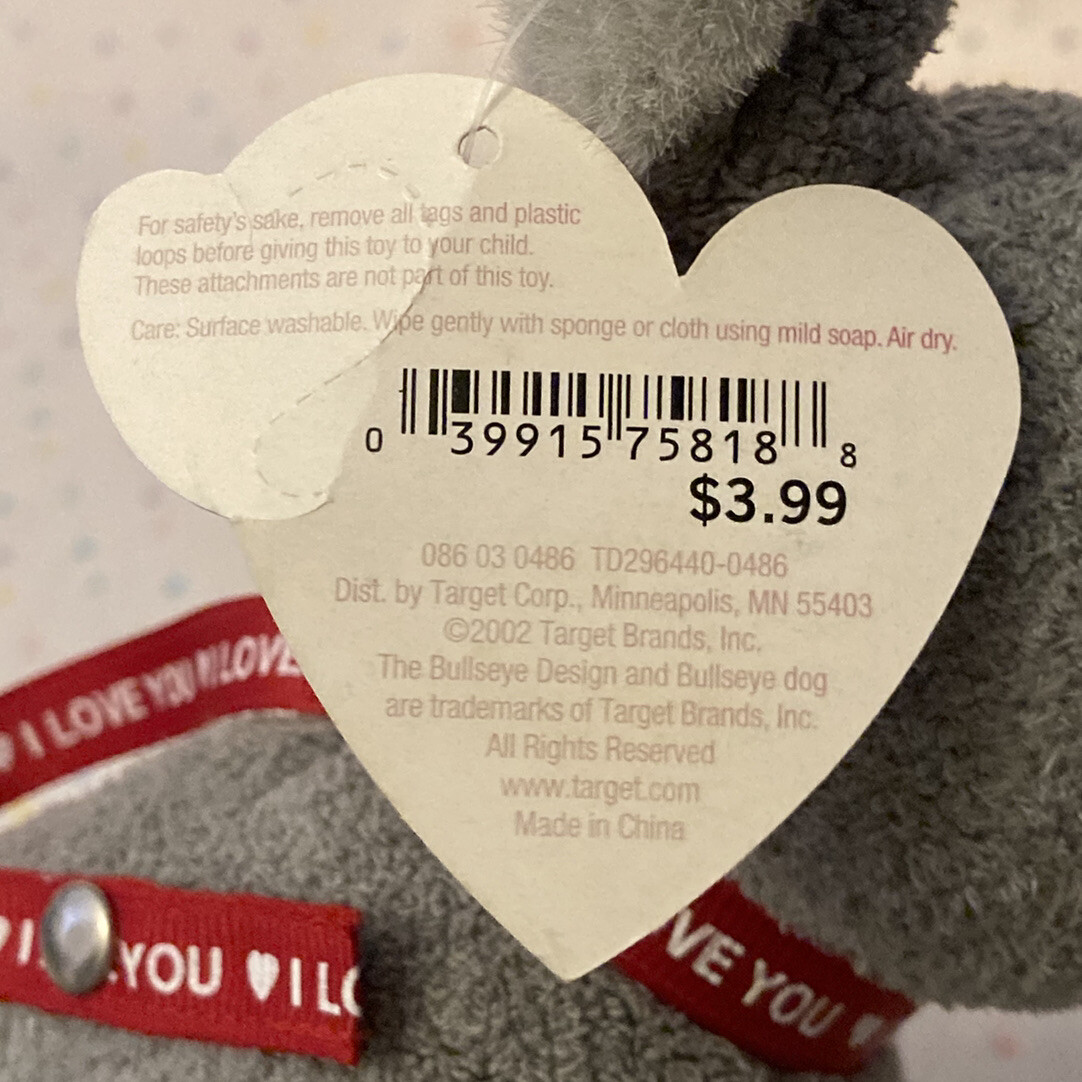 For safety's sake, remove all tags and plastic
loops before giving this toy to your child.
These attachments are not part of this toy.
Care: Surface washable. Wipe gently with sponge or cloth using mild soap. Air dry.
0 39915 75818 8
$3.99
086 03 0486 TD296440-0486
Dist. by Target Corp., Minneapolis, MN 55403
©2002 Target Brands, Inc.
The Bullseye Design and Bullseye dog
are trademarks of Target Brands, Inc.
All Rights Reserved
www.target.com
Made in China
♥ I LOVE YOU ♥ I LOVE
♥ I YOU ♥ I LO
VE YOU ♥